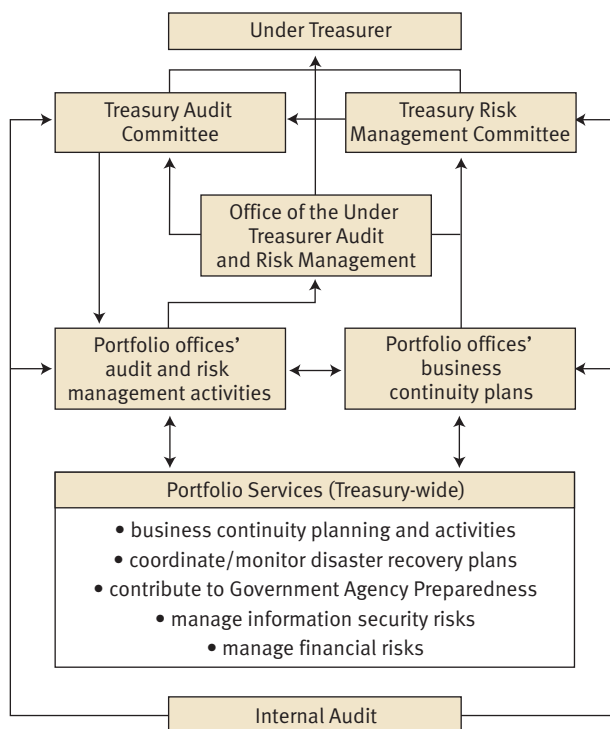 Under Treasurer
Treasury Audit
Committee
Treasury Risk
Management Committee
Office of the Under
Treasurer Audit
and Risk Management
Portfolio offices’
audit and risk
management activities
Portfolio offices’
business
continuity plans
Portfolio Services (Treasury-wide)
• business continuity planning and activities
• coordinate/monitor disaster recovery plans
• contribute to Government Agency Preparedness
• manage information security risks
• manage financial risks
Internal Audit